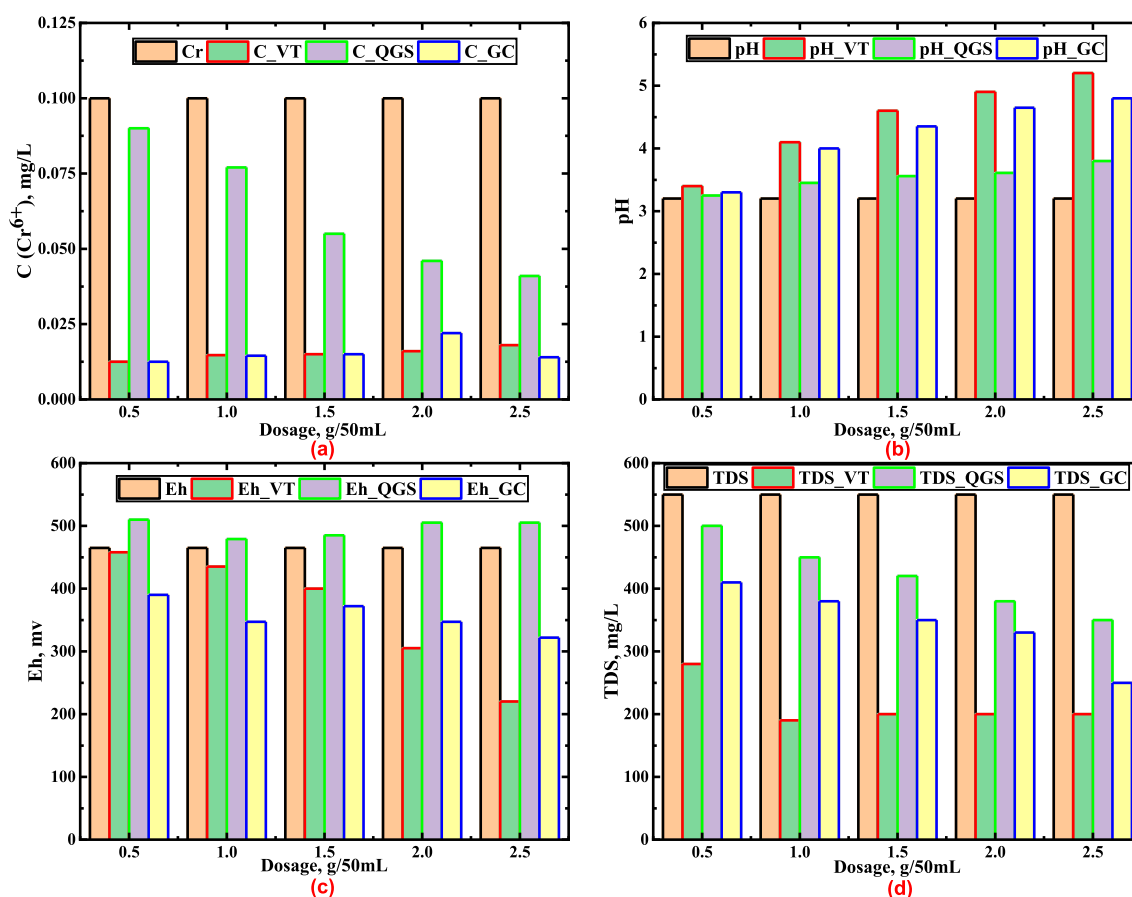 Cr C_VT C_QGS C_GC
C (Cr6+), mg/L
0.125
0.100
0.075
0.050
0.025
0.000
0.5 1.0 1.5 2.0 2.5
Dosage, g/50mL
(a)
pH pH_VT pH_QGS pH_GC
pH
6
5
4
3
2
1
0
0.5 1.0 1.5 2.0 2.5
Dosage, g/50mL
(b)
Eh Eh_VT Eh_QGS Eh_GC
Eh, mv
600
500
400
300
200
100
0
0.5 1.0 1.5 2.0 2.5
Dosage, g/50mL
(c)
TDS TDS_VT TDS_QGS TDS_GC
TDS, mg/L
600
500
400
300
200
100
0
0.5 1.0 1.5 2.0 2.5
Dosage, g/50mL
(d)